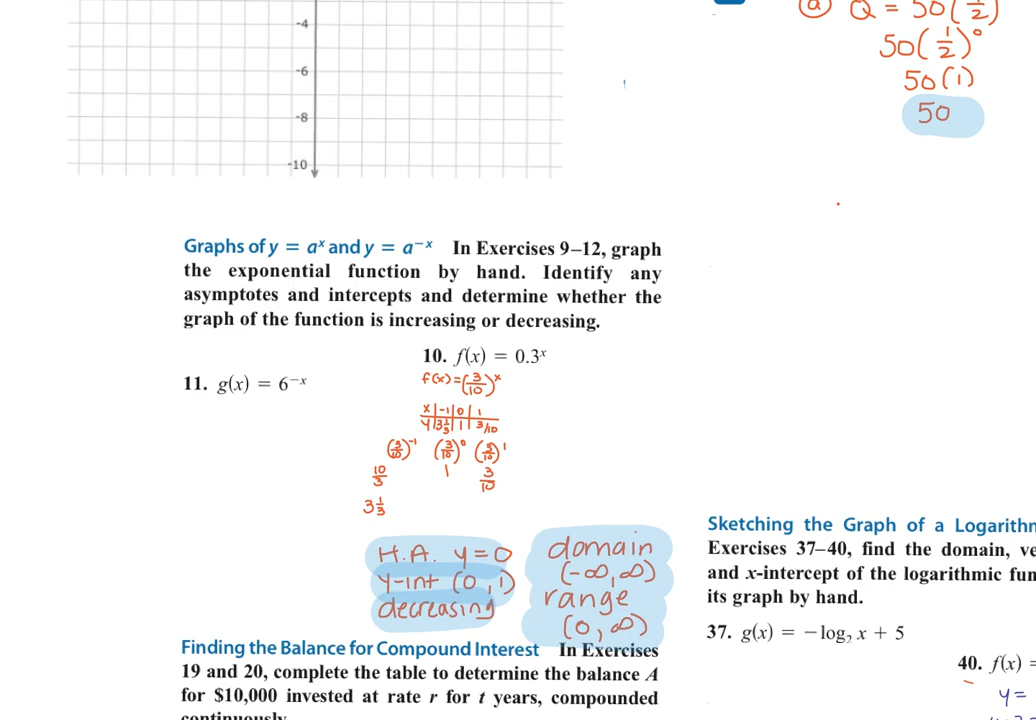 -4
-6
-8
-10
Graphs of y = aˣ and y = a⁻ˣ In Exercises 9–12, graph
the exponential function by hand. Identify any
asymptotes and intercepts and determine whether the
graph of the function is increasing or decreasing.
10. f(x) = 0.3ˣ
11. g(x) = 6⁻ˣ
f(x)=(3/10)ˣ
x | -1 | 0 | 1
y | 3 1/3 | 1 | 3/10
(3/10)⁻¹ (3/10)⁰ (3/10)¹
10/3 1 3/10
3 1/3
H.A. y=0
y-int (0,1)
decreasing
domain
(-∞,∞)
range
(0,∞)
Finding the Balance for Compound Interest In Exercises
19 and 20, complete the table to determine the balance A
for $10,000 invested at rate r for t years, compounded
continuously
ⓐ Q = 50(1/2)
50(1/2)⁰
50(1)
50
Sketching the Graph of a Logarithm
Exercises 37–40, find the domain, ve
and x-intercept of the logarithmic fun
its graph by hand.
37. g(x) = −log₂ x + 5
40. f(x) =
y =